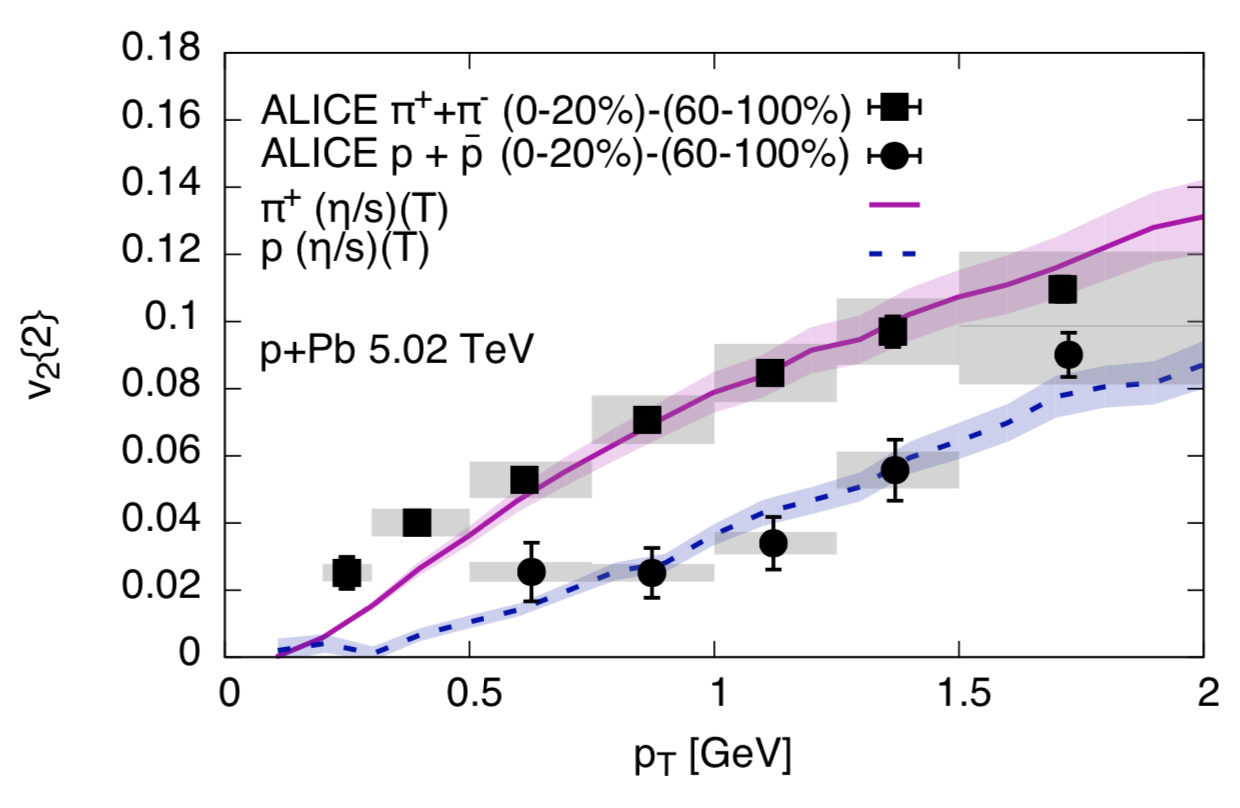 0.18
0.16
0.14
0.12
0.1
0.08
0.06
0.04
0.02
0
v₂{2}
ALICE π⁺+π⁻ (0-20%)-(60-100%)
ALICE p + p̄ (0-20%)-(60-100%)
π⁺ (η/s)(T)
p (η/s)(T)
p+Pb 5.02 TeV
0 0.5 1 1.5 2
p_T [GeV]